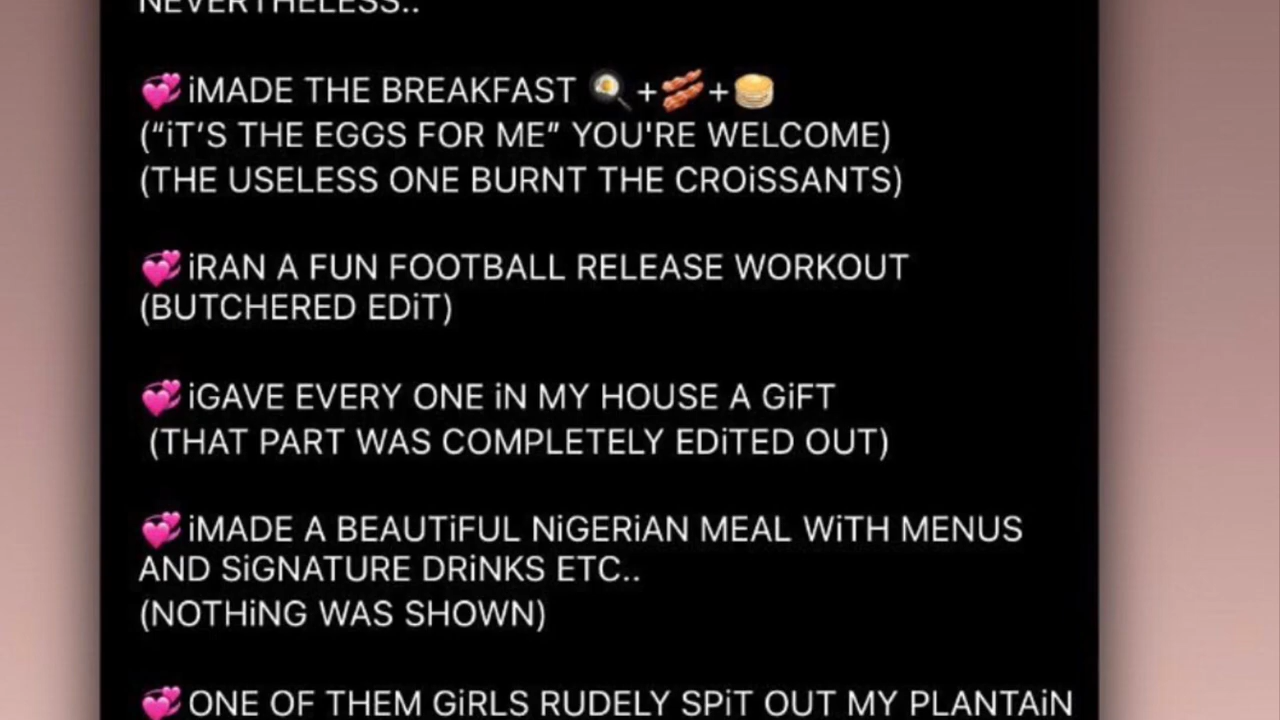 NEVERTHELESS..
💞iMADE THE BREAKFAST 🍳+🥓+🥞
(“iT’S THE EGGS FOR ME” YOU'RE WELCOME)
(THE USELESS ONE BURNT THE CROiSSANTS)
💞iRAN A FUN FOOTBALL RELEASE WORKOUT
(BUTCHERED EDiT)
💞iGAVE EVERY ONE iN MY HOUSE A GiFT
(THAT PART WAS COMPLETELY EDiTED OUT)
💞iMADE A BEAUTiFUL NiGERiAN MEAL WiTH MENUS
AND SiGNATURE DRiNKS ETC..
(NOTHiNG WAS SHOWN)
💞ONE OF THEM GiRLS RUDELY SPiT OUT MY PLANTAiN